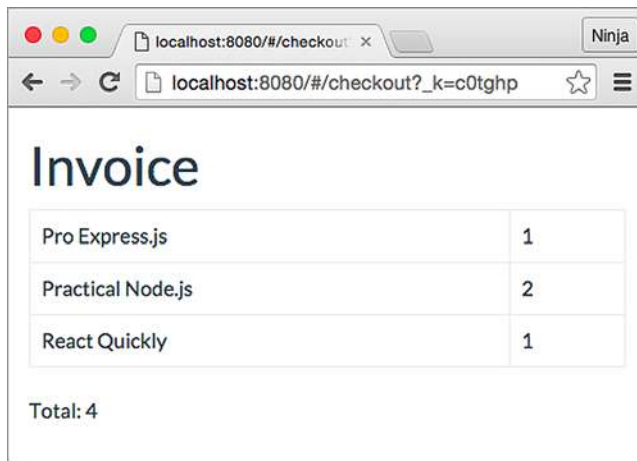 localhost:8080/#/checkout
Ninja
localhost:8080/#/checkout?_k=c0tghp
Invoice
Pro Express.js 1
Practical Node.js 2
React Quickly 1
Total: 4